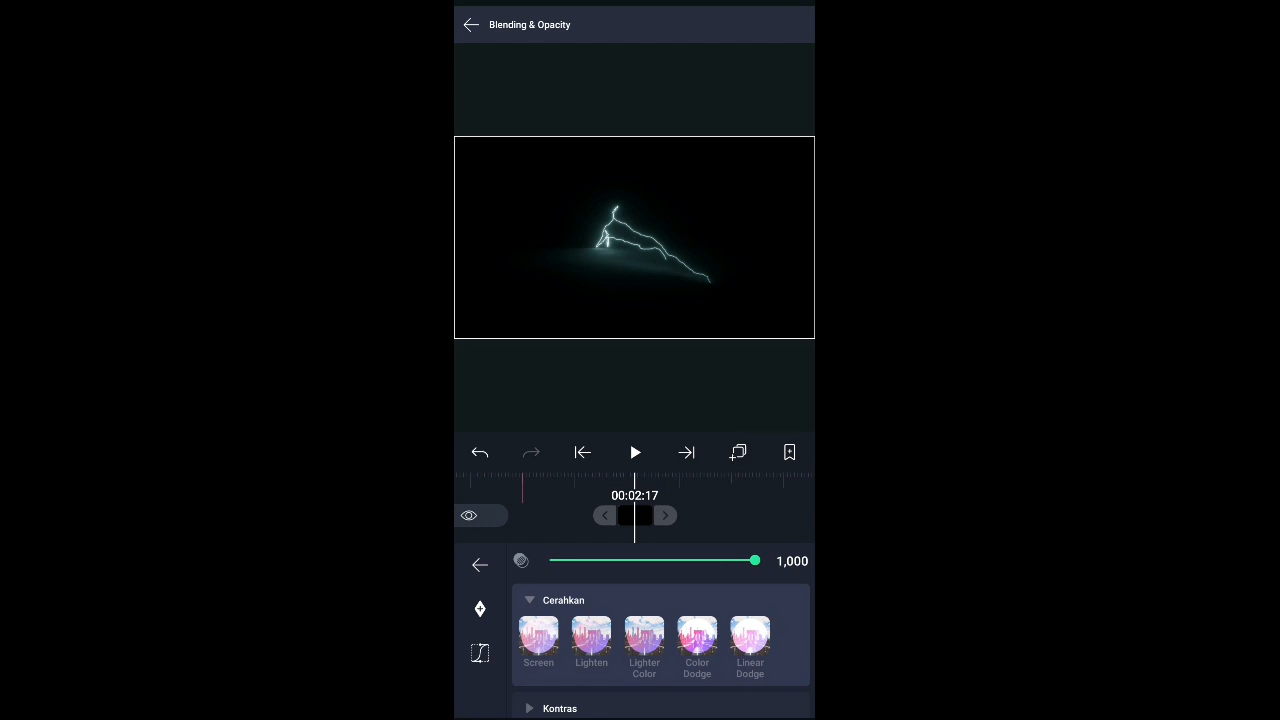 Blending & Opacity
00:02:17
1,000
Cerahkan
Screen
Lighten
Lighter Color
Color Dodge
Linear Dodge
Kontras